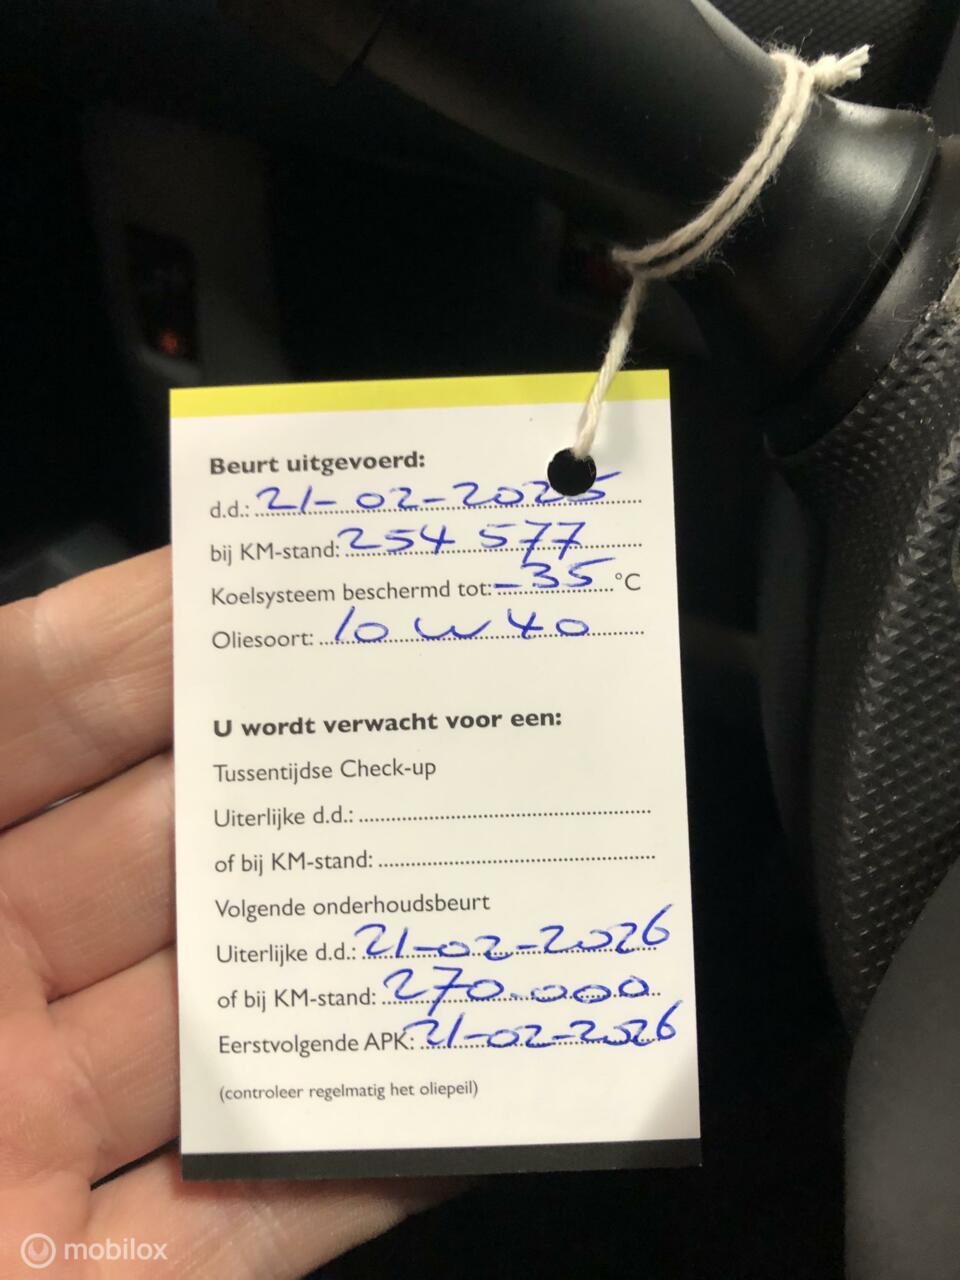 Beurt uitgevoerd:
d.d.: 21-02-2025
bij KM-stand: 254 577
Koelsysteem beschermd tot: -35 °C
Oliesoort: 10 W 40
U wordt verwacht voor een:
Tussentijdse Check-up
Uiterlijke d.d.:
of bij KM-stand:
Volgende onderhoudsbeurt
Uiterlijke d.d.: 21-02-2026
of bij KM-stand: 270.000
Eerstvolgende APK: 21-02-2026
(controleer regelmatig het oliepeil)
mobilox